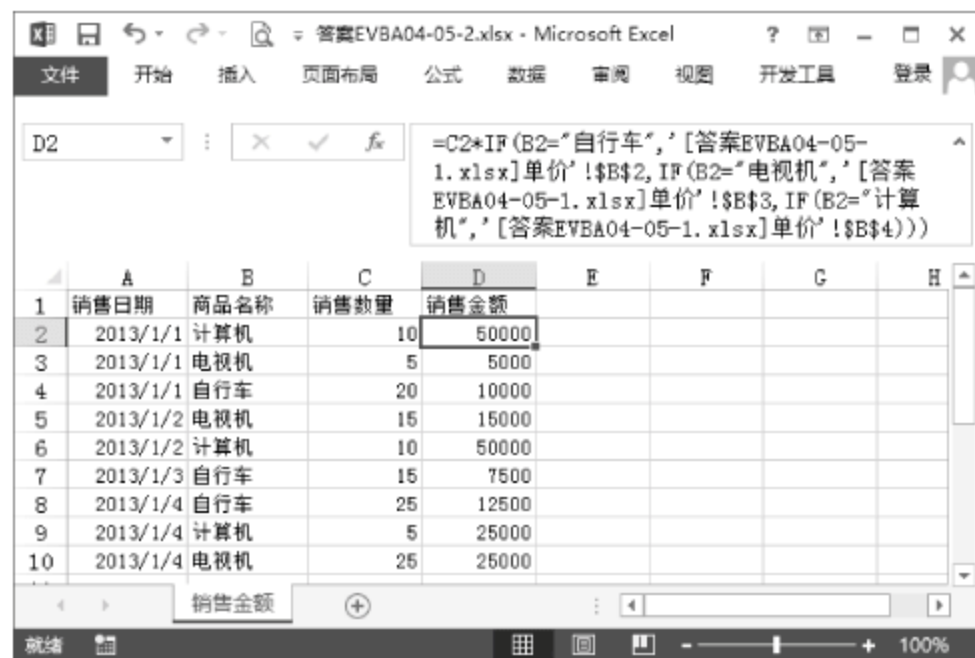 答案EVBA04-05-2.xlsx - Microsoft Excel ?
文件 开始 插入 页面布局 公式 数据 审阅 视图 开发工具 登录
D2 fx =C2*IF(B2="自行车",'[答案EVBA04-05-
1.xlsx]单价'!$B$2,IF(B2="电视机",'[答案
EVBA04-05-1.xlsx]单价'!$B$3,IF(B2="计算
机",'[答案EVBA04-05-1.xlsx]单价'!$B$4)))
A B C D E F G H
1 销售日期 商品名称 销售数量 销售金额
2 2013/1/1 计算机 10 50000
3 2013/1/1 电视机 5 5000
4 2013/1/1 自行车 20 10000
5 2013/1/2 电视机 15 15000
6 2013/1/2 计算机 10 50000
7 2013/1/3 自行车 15 7500
8 2013/1/4 自行车 25 12500
9 2013/1/4 计算机 5 25000
10 2013/1/4 电视机 25 25000
销售金额
就绪 100%